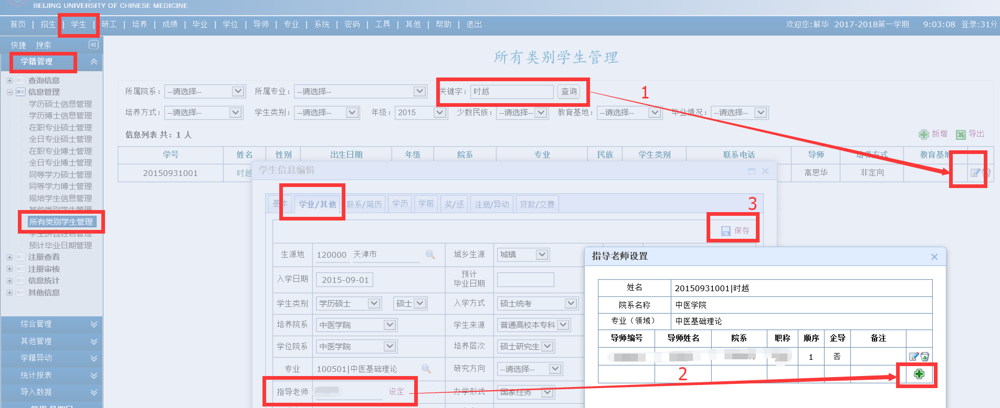 BEIJING UNIVERSITY OF CHINESE MEDICINE
首页 | 招生 | 学生 | 研工 | 培养 | 成绩 | 毕业 | 学位 | 导师 | 专业 | 系统 | 密码 | 工具 | 其他 | 帮助 | 退出
欢迎您:解华 2017-2018第一学期 9:03:08 登录:31分
快捷 搜索
学籍管理
查询信息
信息管理
学历硕士信息管理
学历博士信息管理
在职专业硕士管理
全日专业硕士管理
在职专业博士管理
全日专业博士管理
同等学力硕士管理
同等学力博士管理
规培学生信息管理
其他类别学生管理
所有类别学生管理
学生拼音姓名管理
预计毕业日期管理
注册查看
注册审核
信息统计
其他信息
综合管理
其他管理
学籍异动
统计报表
导入数据
所有类别学生管理
所属院系： --请选择-- 所属专业： --请选择-- 关键字： 时越 查询
1
培养方式： --请选择-- 学生类别： --请选择-- 年级： 2015 少数民族： --请选择-- 教育基地： --请选择-- 毕业情况： --请选择--
信息列表 共：1 人
新增 导出
学号 姓名 性别 出生日期 年级 院系 专业 民族 学生类别 联系电话 导师 培养方式 教育基地
20150931001 时越 高思华 非定向
学生信息编辑
基本 学业/其他 联系/简历 学历 学前 奖/惩 注册/异动 贷款/交费
3
保存
生源地 120000 天津市 城乡生源 城镇
入学日期 2015-09-01 预计
毕业日期
学生类别 学历硕士 硕士 入学方式 硕士统考
培养院系 中医学院 学生来源 普通高校本专科
学位院系 中医学院 培养层次 硕士研究生
专业 100501|中医基础理论 研究方向 --请选择--
指导老师 设定 办学形式 国家任务
指导老师设置
姓名 20150931001|时越
院系名称 中医学院
专业（领域） 中医基础理论
导师编号 导师姓名 院系 职称 顺序 企导 备注
1 否
2